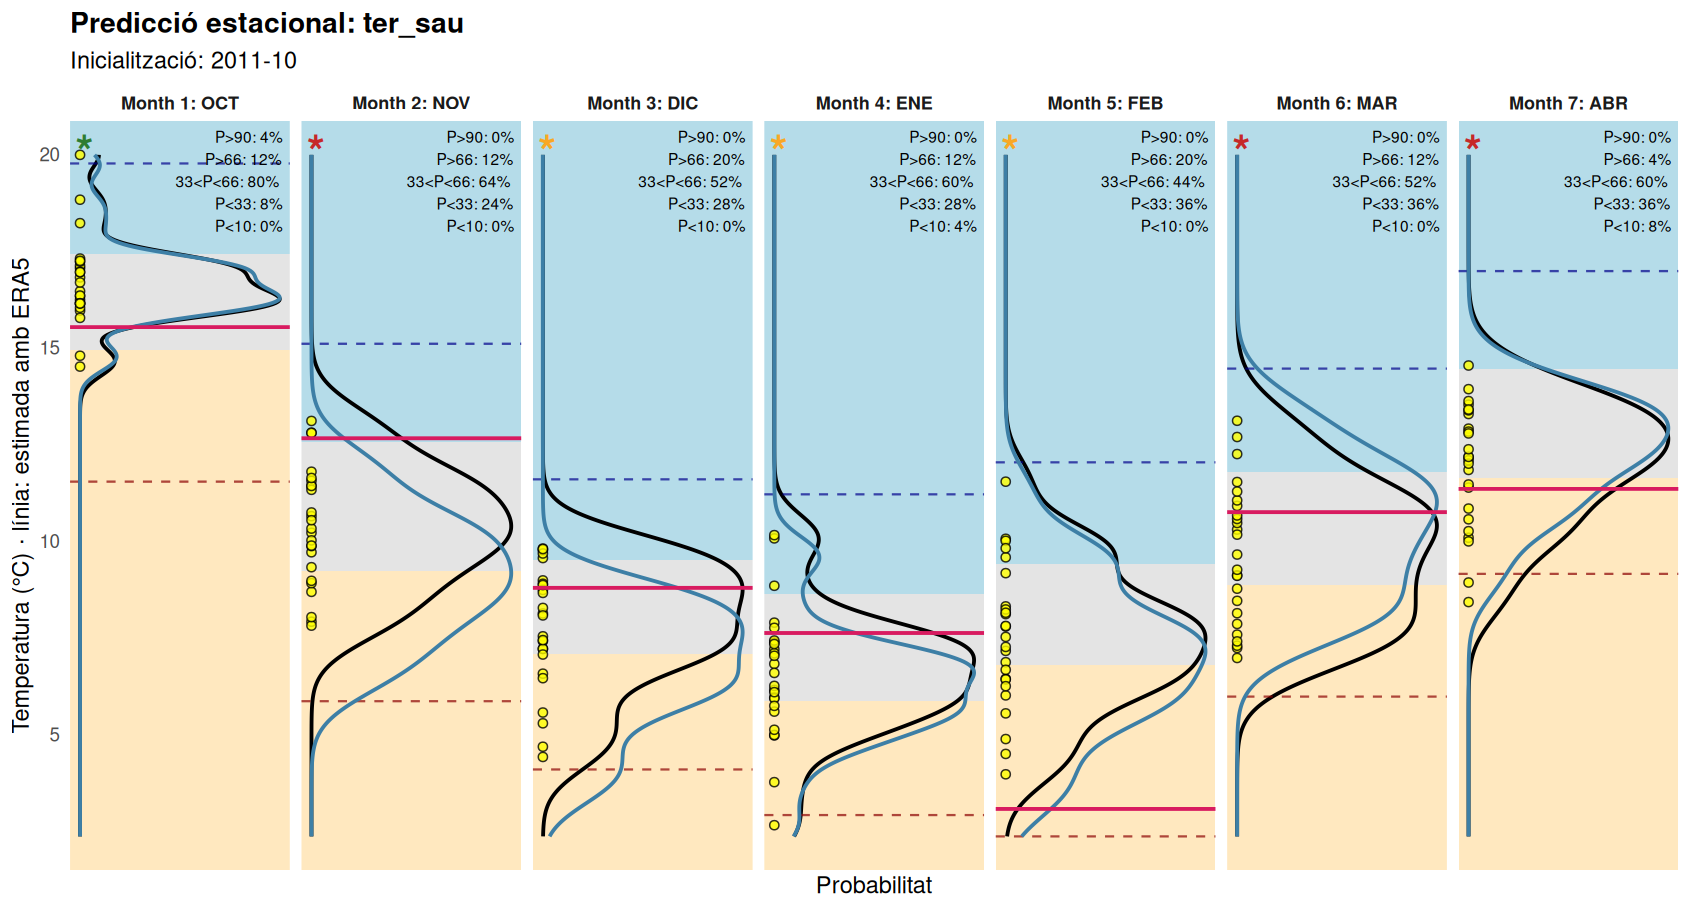 Predicció estacional: ter_sau
Inicialització: 2011-10
Month 1: OCT
Month 2: NOV
Month 3: DIC
Month 4: ENE
Month 5: FEB
Month 6: MAR
Month 7: ABR
P>90: 4%
P>66: 12%
33<P<66: 80%
P<33: 8%
P<10: 0%
P>90: 0%
P>66: 12%
33<P<66: 64%
P<33: 24%
P<10: 0%
P>90: 0%
P>66: 20%
33<P<66: 52%
P<33: 28%
P<10: 0%
P>90: 0%
P>66: 12%
33<P<66: 60%
P<33: 28%
P<10: 4%
P>90: 0%
P>66: 20%
33<P<66: 44%
P<33: 36%
P<10: 0%
P>90: 0%
P>66: 12%
33<P<66: 52%
P<33: 36%
P<10: 0%
P>90: 0%
P>66: 4%
33<P<66: 60%
P<33: 36%
P<10: 8%
20
15
10
5
Temperatura (°C) · línia: estimada amb ERA5
Probabilitat